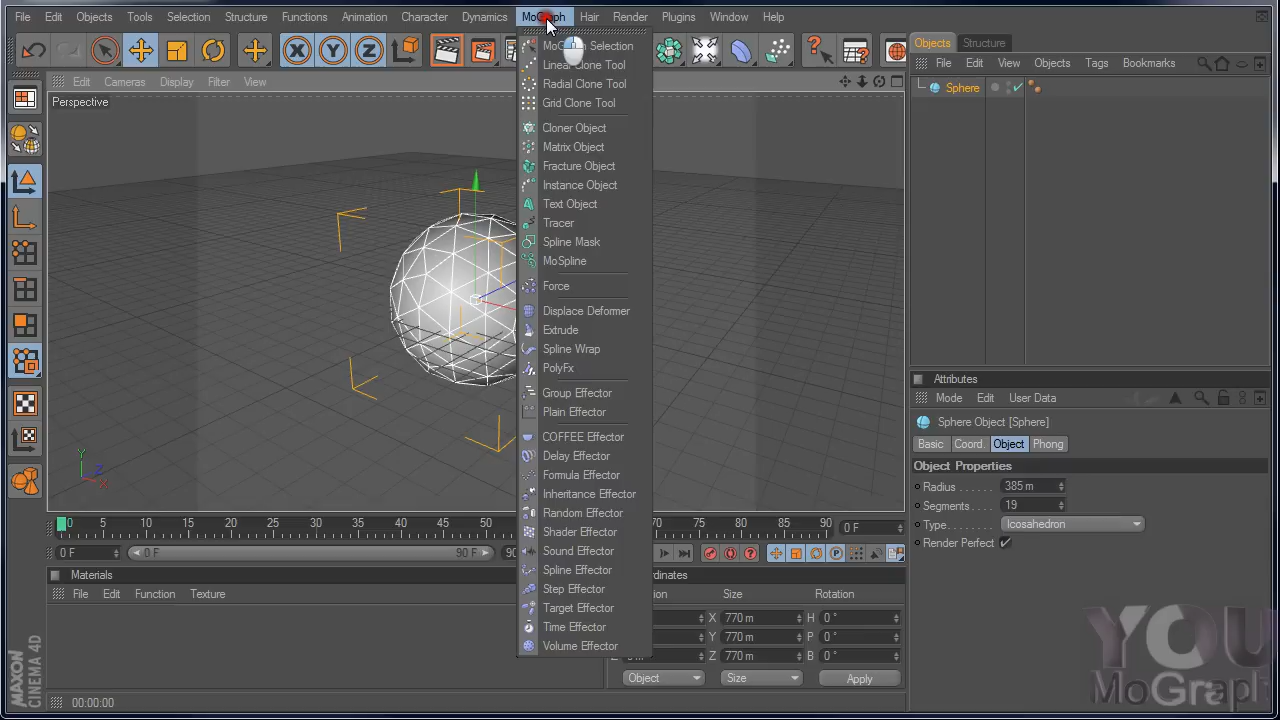 File Edit Objects Tools Selection Structure Functions Animation Character Dynamics MoGraph Hair Render Plugins Window Help
X Y Z
Objects Structure
File Edit View Objects Tags Bookmarks
Edit Cameras Filter View
Perspective
Sphere
MoGraph Selection
Linear Clone Tool
Radial Clone Tool
Grid Clone Tool
Cloner Object
Matrix Object
Fracture Object
Instance Object
Text Object
Tracer
Spline Mask
MoSpline
Force
Displace Deformer
Extrude
Spline Wrap
PolyFx
Group Effector
Plain Effector
COFFEE Effector
Delay Effector
Formula Effector
Inheritance Effector
Random Effector
Shader Effector
Sound Effector
Spline Effector
Step Effector
Target Effector
Time Effector
Volume Effector
Attributes
Mode Edit User Data
Sphere Object [Sphere]
Basic Coord. Object Phong
Object Properties
Radius . . . . . . 385 m
Segments . . . 19
Type . . . . . . . . Icosahedron
Render Perfect
Y Z X
0 5 10 15 20 25 30 35 40 45 50 70 75 80 85 90 0 F
0 F 0 F 90 F
P
Materials
File Edit Function Texture
X 770 m H 0 °
Y 770 m P 0 °
Z 770 m B 0 °
Size Rotation
Object Size Apply
00:00:00
MAXON
CINEMA 4D
YOU
MoGraph